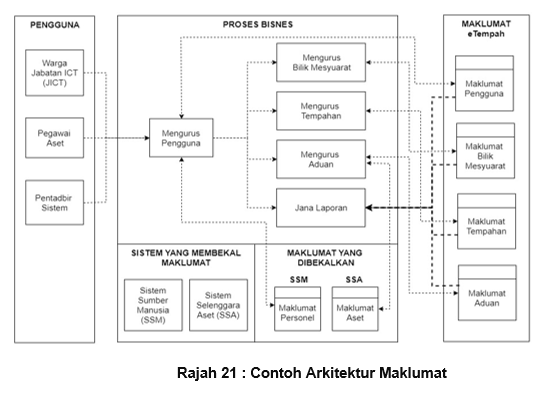 PENGGUNA
Warga
Jabatan ICT
(JICT)
Pegawai
Aset
Pentadbir
Sistem
PROSES BISNES
Mengurus
Pengguna
Mengurus
Bilik Mesyuarat
Mengurus
Tempahan
Mengurus
Aduan
Jana Laporan
SISTEM YANG MEMBEKAL
MAKLUMAT
Sistem
Sumber
Manusia
(SSM)
Sistem
Selenggara
Aset (SSA)
MAKLUMAT YANG
DIBEKALKAN
SSM
SSA
Maklumat
Personel
Maklumat
Aset
MAKLUMAT
eTempah
Maklumat
Pengguna
Maklumat
Bilik
Mesyuarat
Maklumat
Tempahan
Maklumat
Aduan
Rajah 21 : Contoh Arkitektur Maklumat